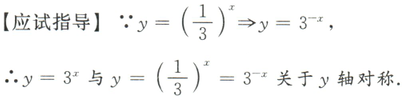 【应试指导】 ∵y = (1/3)^x ⇒ y = 3^{-x},
∴y = 3^x 与 y = (1/3)^x = 3^{-x} 关于 y 轴对称.